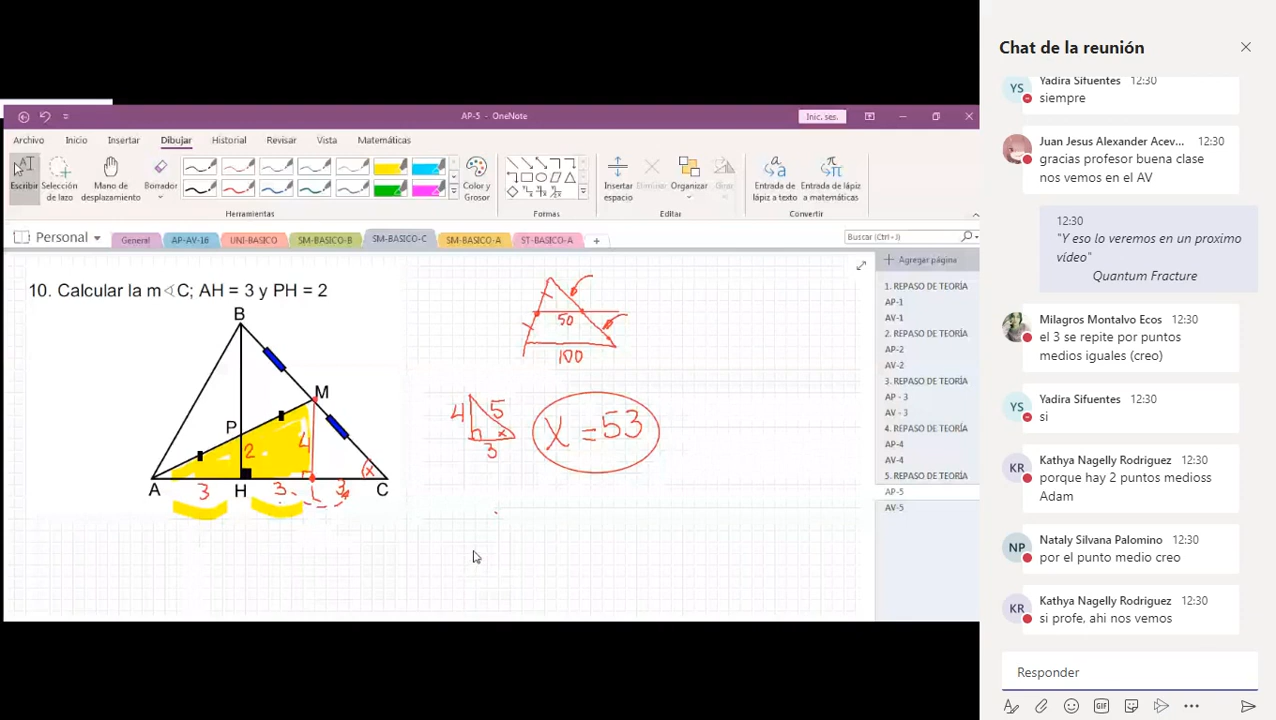 Chat de la reunión
AP-5 - OneNote
Inic. ses.
Archivo Inicio Insertar Dibujar Historial Revisar Vista Matemáticas
Escribir
Selección de lazo
Mano de desplazamiento
Borrador
Color y Grosor
Insertar espacio
Eliminar
Organizar
Girar
Entrada de lápiz a texto
Entrada de lápiz a matemáticas
Herramientas Formas Editar Convertir
Personal General AP-AV-16 UNI-BASICO SM-BASICO-B SM-BASICO-C SM-BASICO-A ST-BASICO-A
Buscar (Ctrl+J)
10. Calcular la m∢C; AH = 3 y PH = 2
B
M
P
A H C
2
4
x
3 3 3
L
50
100
4 5
x
3
X = 53
Agregar página
1. REPASO DE TEORÍA
AP-1
AV-1
2. REPASO DE TEORÍA
AP-2
AV-2
3. REPASO DE TEORÍA
AP - 3
AV - 3
4. REPASO DE TEORÍA
AP-4
AV-4
5. REPASO DE TEORÍA
AP-5
AV-5
YS
Yadira Sifuentes 12:30
siempre
Juan Jesus Alexander Acev... 12:30
gracias profesor buena clase
nos vemos en el AV
12:30
"Y eso lo veremos en un proximo
vídeo"
Quantum Fracture
Milagros Montalvo Ecos 12:30
el 3 se repite por puntos
medios iguales (creo)
YS
Yadira Sifuentes 12:30
si
KR
Kathya Nagelly Rodriguez 12:30
porque hay 2 puntos medioss
Adam
NP
Nataly Silvana Palomino 12:30
por el punto medio creo
KR
Kathya Nagelly Rodriguez 12:30
si profe, ahi nos vemos
Responder
GIF